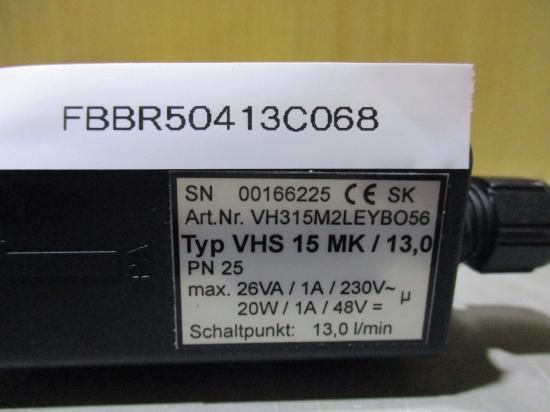 FBBR50413C068
SN 00166225 CE SK
Art.Nr. VH315M2LEYBO56
Typ VHS 15 MK / 13,0
PN 25
max. 26VA / 1A / 230V~ µ
20W / 1A / 48V =
Schaltpunkt: 13,0 l/min